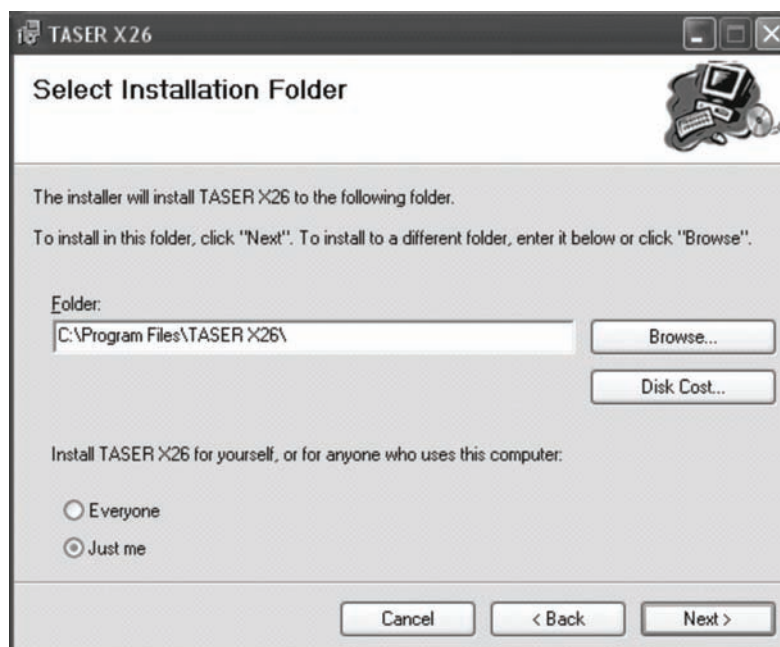 TASER X26
Select Installation Folder
The installer will install TASER X26 to the following folder.
To install in this folder, click "Next". To install to a different folder, enter it below or click "Browse".
Folder:
C:\Program Files\TASER X26\
Browse...
Disk Cost...
Install TASER X26 for yourself, or for anyone who uses this computer:
Everyone
Just me
Cancel
< Back
Next >